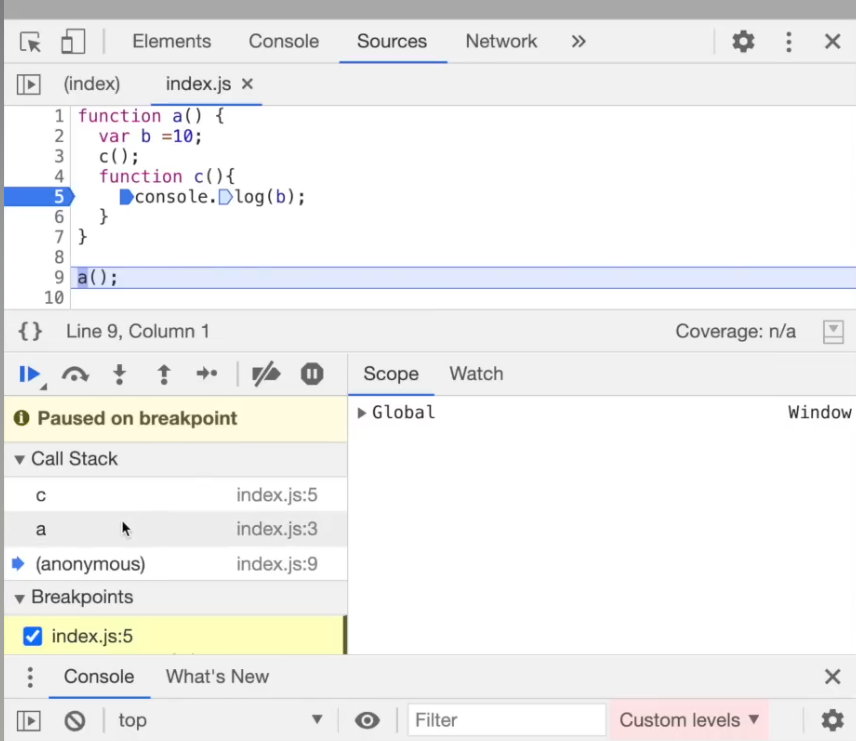 Elements Console Sources Network »
(index) index.js ×
1 function a() {
2 var b =10;
3 c();
4 function c(){
5 console.log(b);
6 }
7 }
8
9 a();
10
{} Line 9, Column 1 Coverage: n/a
Scope Watch
Paused on breakpoint
Global Window
Call Stack
c index.js:5
a index.js:3
(anonymous) index.js:9
Breakpoints
index.js:5
Console What's New
top Filter Custom levels